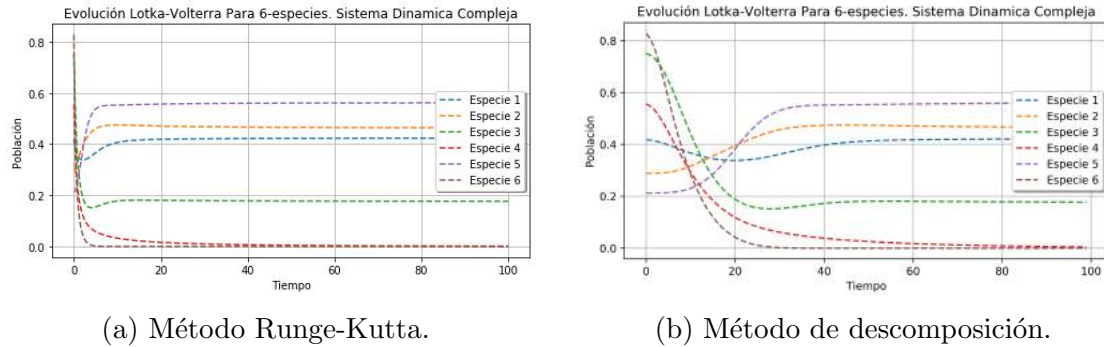 Evolución Lotka-Volterra Para 6-especies. Sistema Dinamica Compleja
Población
0.8
0.6
0.4
0.2
0.0
0 20 40 60 80 100
Tiempo
Especie 1
Especie 2
Especie 3
Especie 4
Especie 5
Especie 6
(a) Método Runge-Kutta.
Evolución Lotka-Volterra Para 6-especies. Sistema Dinamica Compleja
Población
0.8
0.6
0.4
0.2
0.0
0 20 40 60 80 100
Tiempo
Especie 1
Especie 2
Especie 3
Especie 4
Especie 5
Especie 6
(b) Método de descomposición.